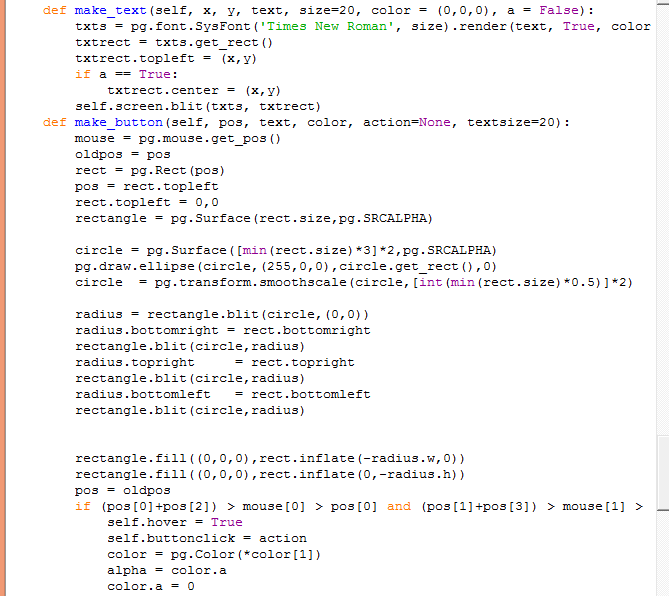 def make_text(self, x, y, text, size=20, color = (0,0,0), a = False):
txts = pg.font.SysFont('Times New Roman', size).render(text, True, color
txtrect = txts.get_rect()
txtrect.topleft = (x,y)
if a == True:
txtrect.center = (x,y)
self.screen.blit(txts, txtrect)
def make_button(self, pos, text, color, action=None, textsize=20):
mouse = pg.mouse.get_pos()
oldpos = pos
rect = pg.Rect(pos)
pos = rect.topleft
rect.topleft = 0,0
rectangle = pg.Surface(rect.size,pg.SRCALPHA)
circle = pg.Surface([min(rect.size)*3]*2,pg.SRCALPHA)
pg.draw.ellipse(circle,(255,0,0),circle.get_rect(),0)
circle  = pg.transform.smoothscale(circle,[int(min(rect.size)*0.5)]*2)
radius = rectangle.blit(circle,(0,0))
radius.bottomright = rect.bottomright
rectangle.blit(circle,radius)
radius.topright     = rect.topright
rectangle.blit(circle,radius)
radius.bottomleft   = rect.bottomleft
rectangle.blit(circle,radius)
rectangle.fill((0,0,0),rect.inflate(-radius.w,0))
rectangle.fill((0,0,0),rect.inflate(0,-radius.h))
pos = oldpos
if (pos[0]+pos[2]) > mouse[0] > pos[0] and (pos[1]+pos[3]) > mouse[1] >
self.hover = True
self.buttonclick = action
color = pg.Color(*color[1])
alpha = color.a
color.a = 0